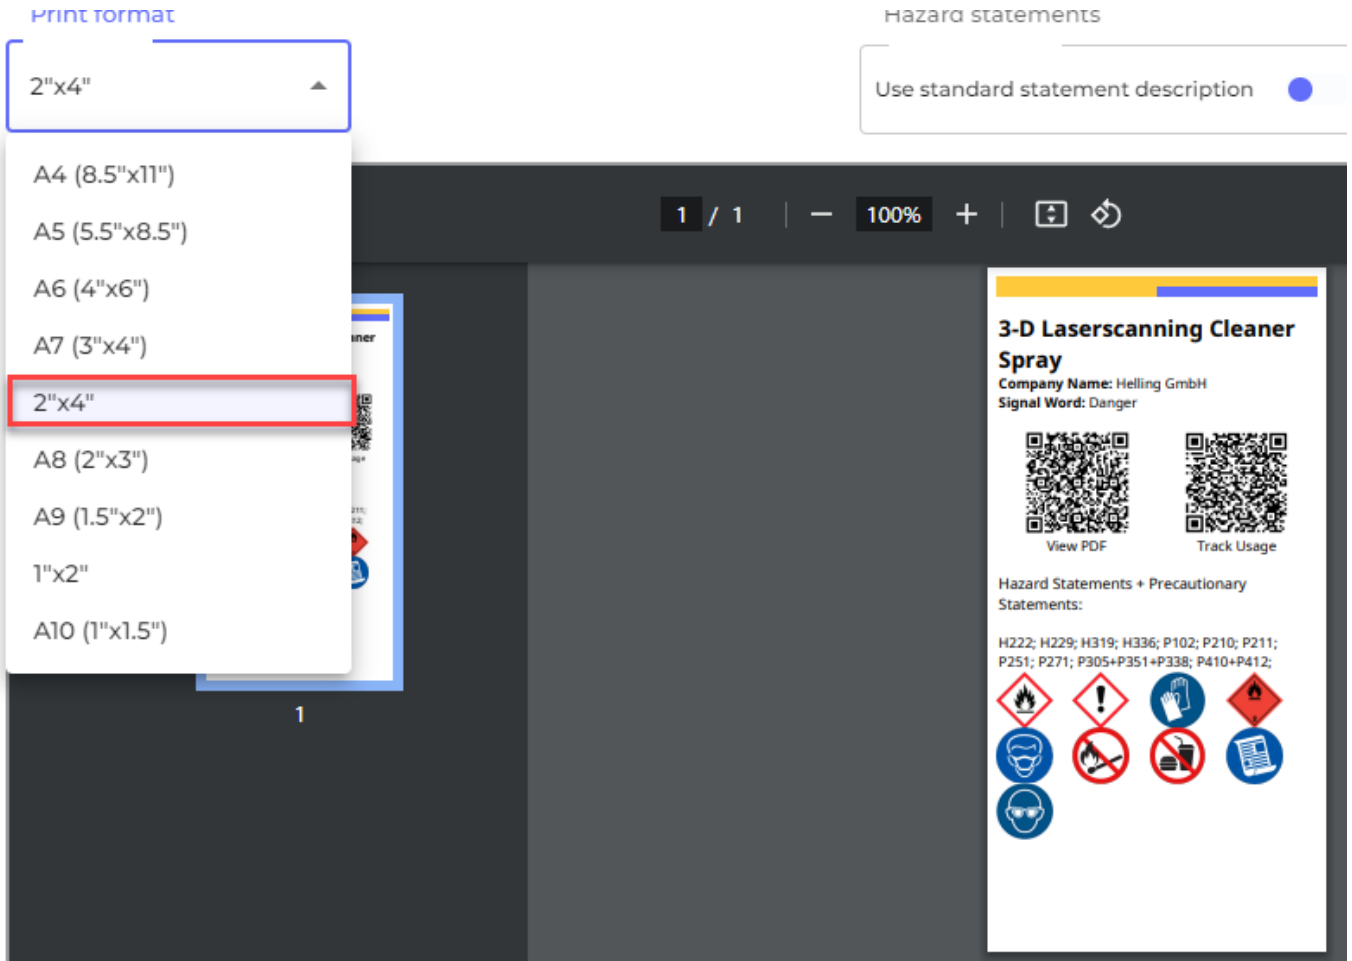 Print format
2"x4"
A4 (8.5"x11")
A5 (5.5"x8.5")
A6 (4"x6")
A7 (3"x4")
2"x4"
A8 (2"x3")
A9 (1.5"x2")
1"x2"
A10 (1"x1.5")
Hazard statements
Use standard statement description
1 / 1
100%
1
3-D Laserscanning Cleaner
Spray
Company Name: Helling GmbH
Signal Word: Danger
View PDF
Track Usage
Hazard Statements + Precautionary
Statements:
H222; H229; H319; H336; P102; P210; P211;
P251; P271; P305+P351+P338; P410+P412;